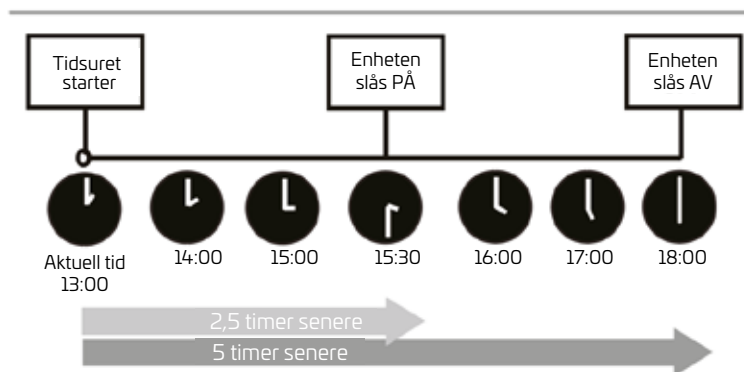 Tidsuret
starter
Enheten
slås PÅ
Enheten
slås AV
Aktuell tid
13:00
14:00
15:00
15:30
16:00
17:00
18:00
2,5 timer senere
5 timer senere